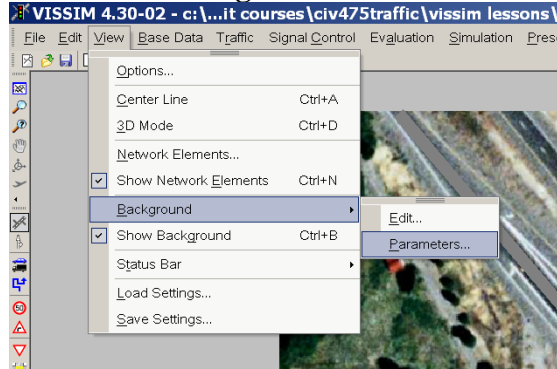 VISSIM 4.30-02 - c:\...it courses\civ475traffic\vissim lessons\
File Edit View Base Data Traffic Signal Control Evaluation Simulation Pres
Options...
Center Line Ctrl+A
3D Mode Ctrl+D
Network Elements...
Show Network Elements Ctrl+N
Background
Edit...
Show Background Ctrl+B
Parameters...
Status Bar
Load Settings...
Save Settings...
50